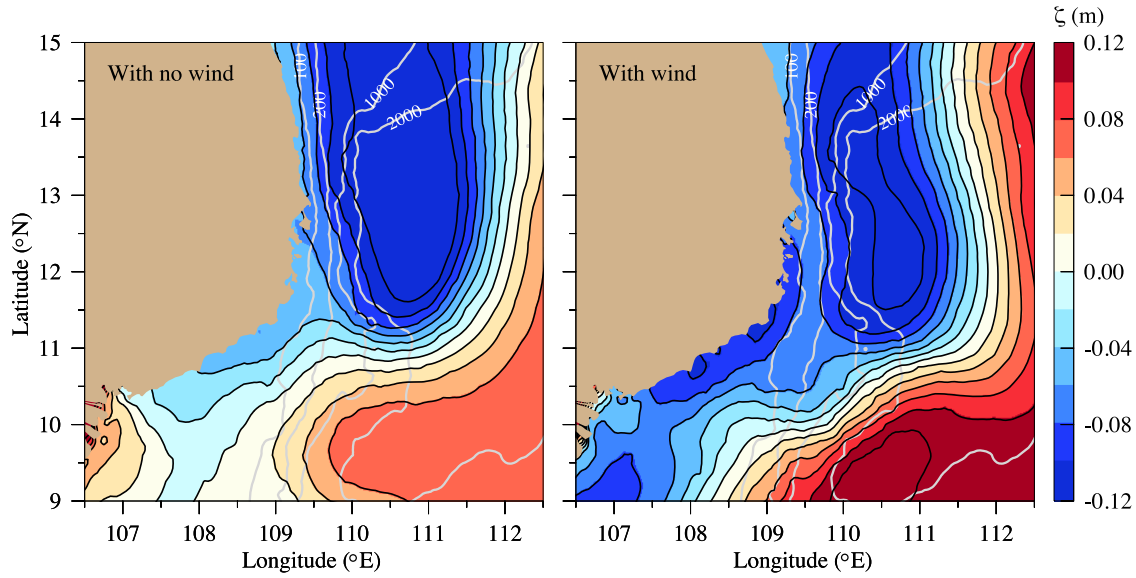 ζ (m)
With no wind
With wind
15
14
13
12
11
10
9
Latitude (°N)
100
200
1000
2000
100
200
1000
2000
0.12
0.08
0.04
0.00
-0.04
-0.08
-0.12
107 108 109 110 111 112
107 108 109 110 111 112
Longitude (°E)
Longitude (°E)